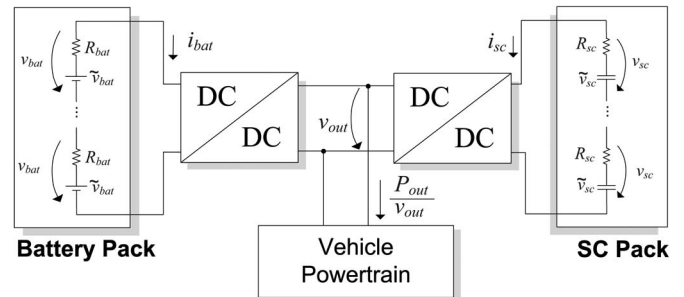 v_bat
R_bat
ṽ_bat
...
v_bat
R_bat
ṽ_bat
Battery Pack
i_bat
DC
DC
v_out
P_out
v_out
Vehicle
Powertrain
DC
DC
i_sc
R_sc
ṽ_sc
v_sc
...
R_sc
ṽ_sc
v_sc
SC Pack